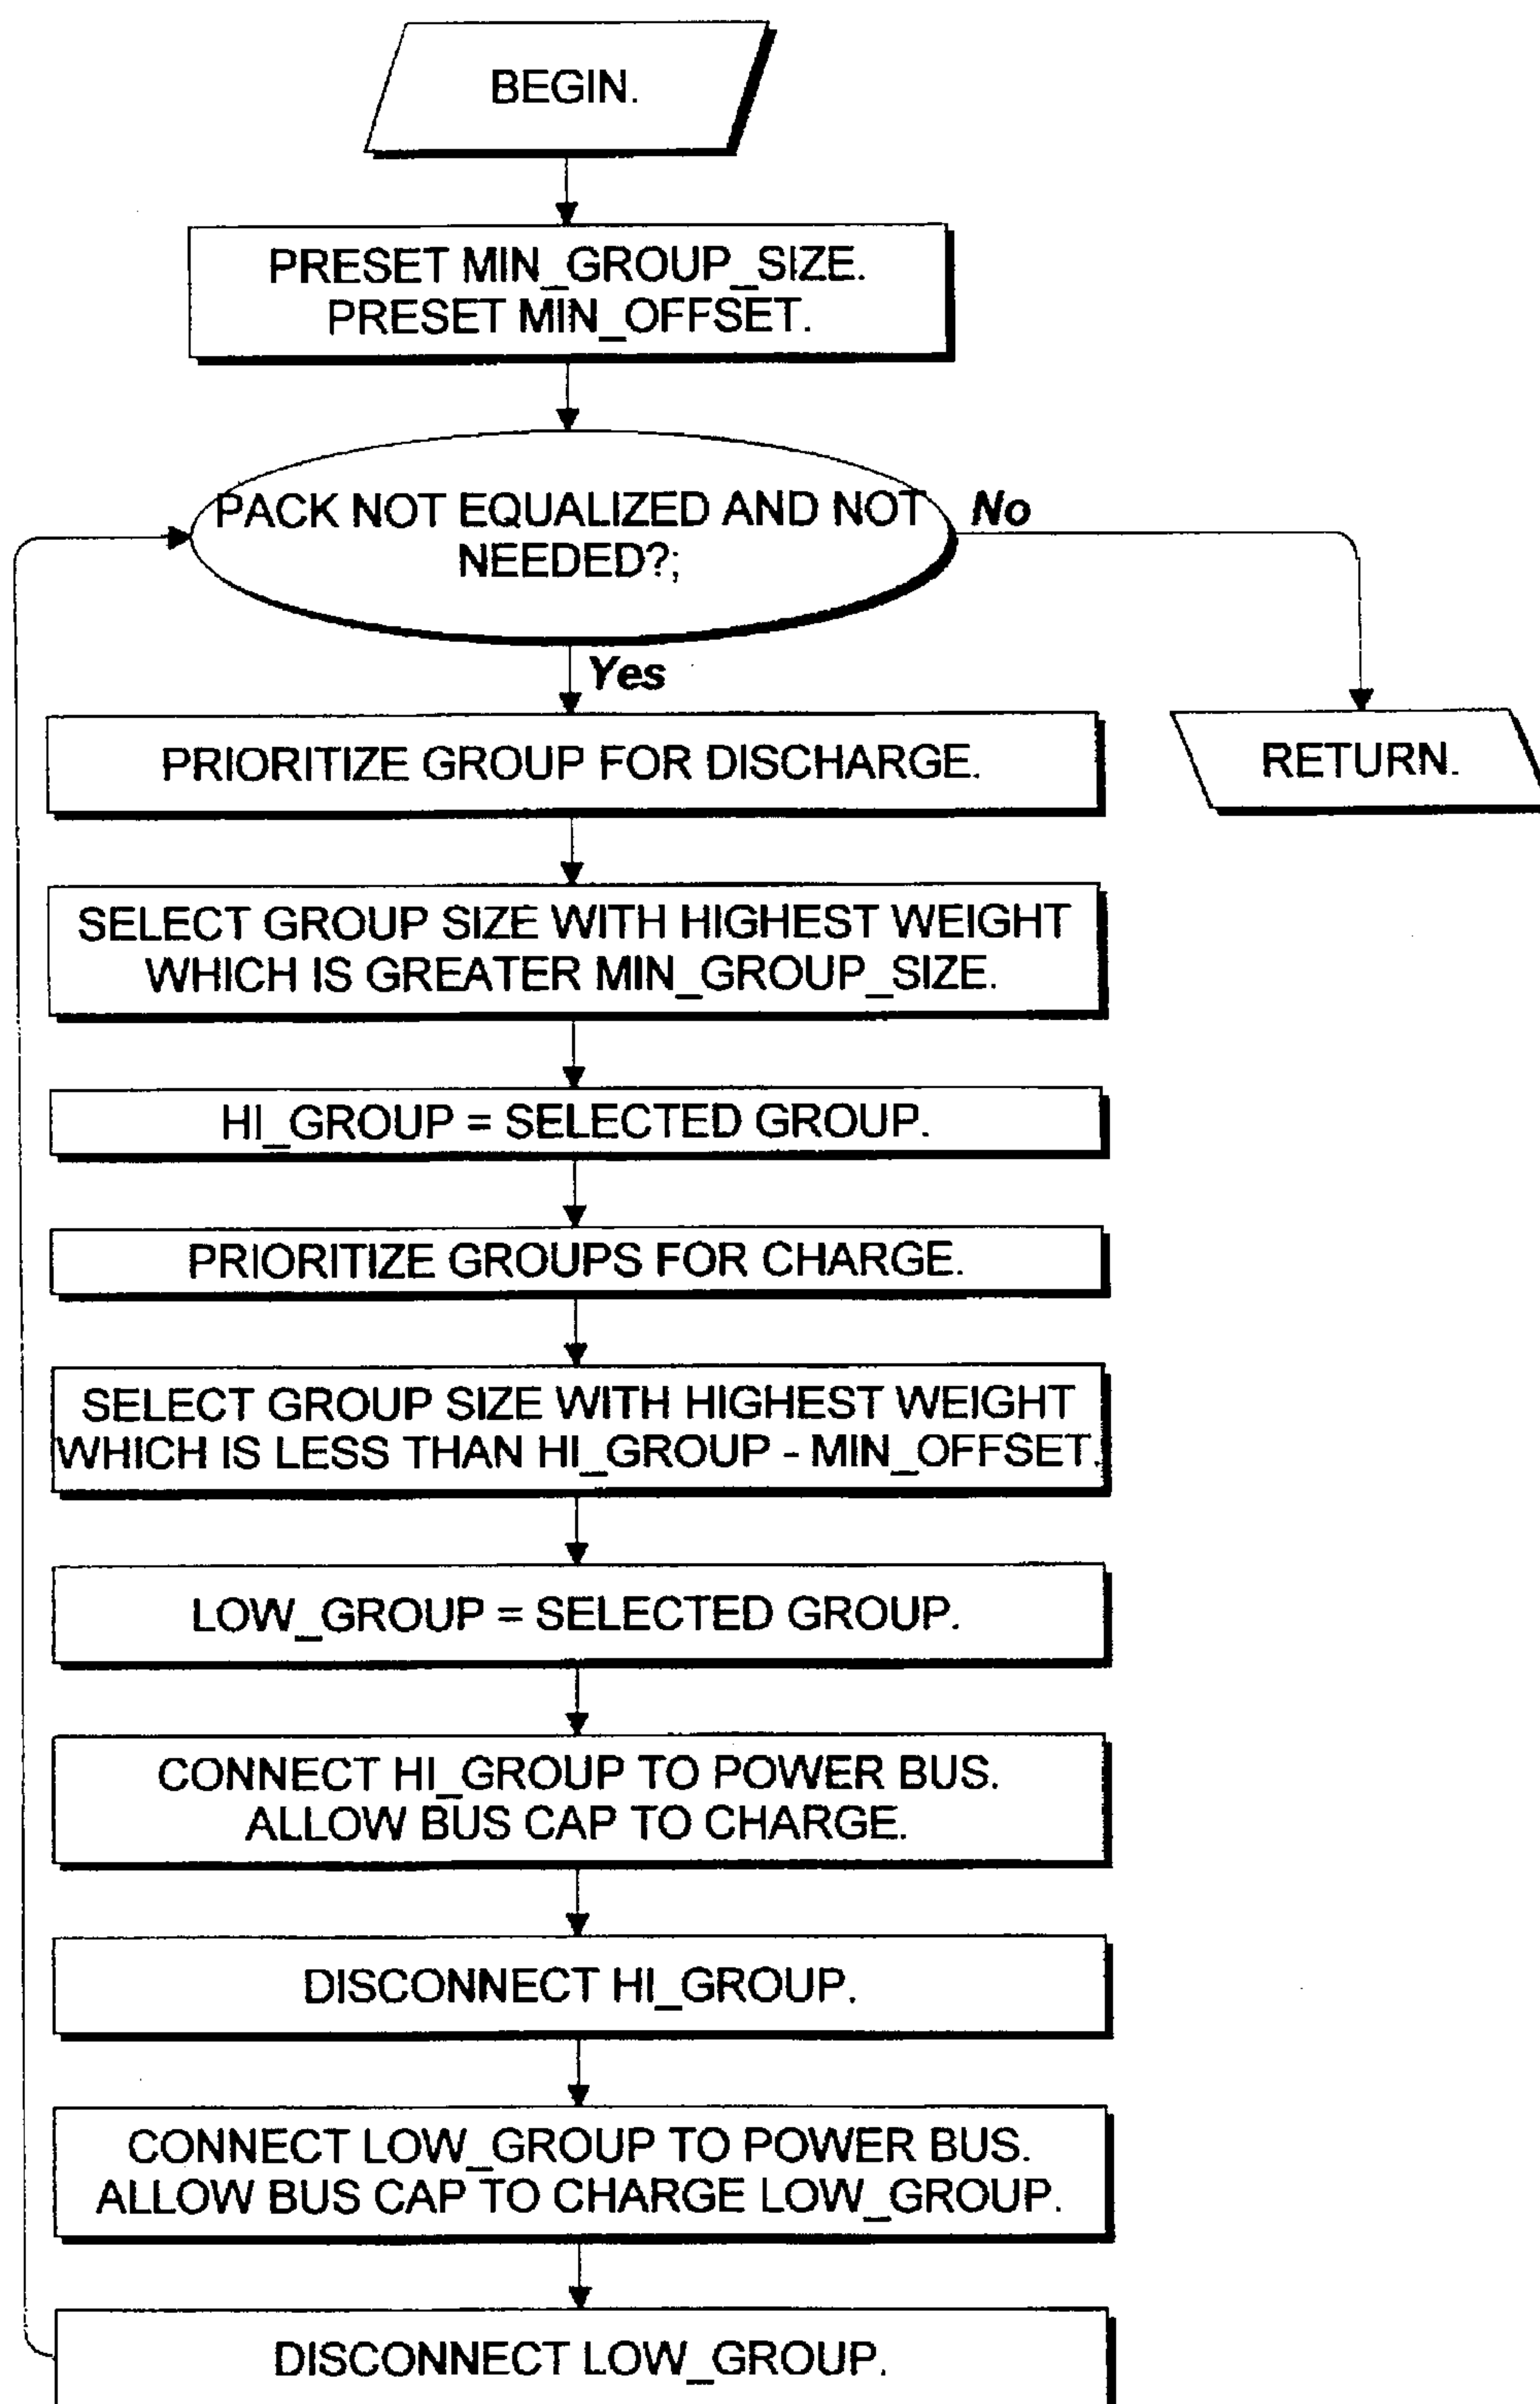 BEGIN.
PRESET MIN_GROUP_SIZE.
PRESET MIN_OFFSET.
PACK NOT EQUALIZED AND NOT
NEEDED?;
No
Yes
PRIORITIZE GROUP FOR DISCHARGE.
RETURN.
SELECT GROUP SIZE WITH HIGHEST WEIGHT
WHICH IS GREATER MIN_GROUP_SIZE.
HI_GROUP = SELECTED GROUP.
PRIORITIZE GROUPS FOR CHARGE.
SELECT GROUP SIZE WITH HIGHEST WEIGHT
WHICH IS LESS THAN HI_GROUP - MIN_OFFSET.
LOW_GROUP = SELECTED GROUP.
CONNECT HI_GROUP TO POWER BUS.
ALLOW BUS CAP TO CHARGE.
DISCONNECT HI_GROUP.
CONNECT LOW_GROUP TO POWER BUS.
ALLOW BUS CAP TO CHARGE LOW_GROUP.
DISCONNECT LOW_GROUP.